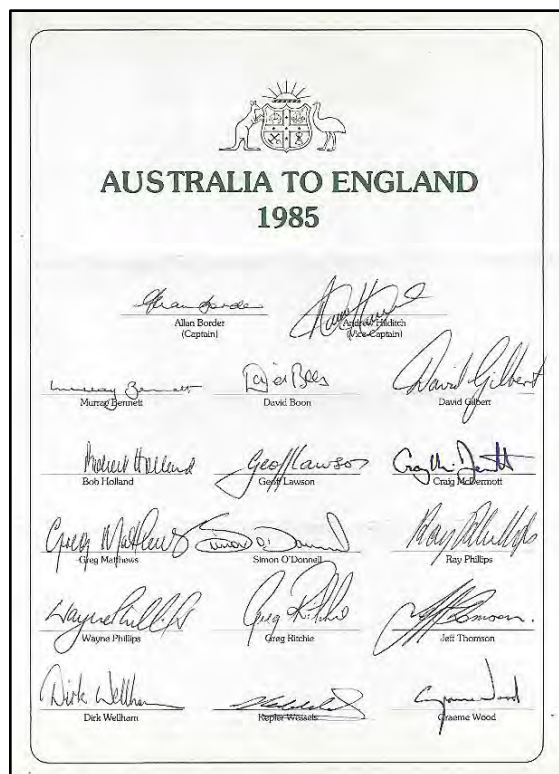 AUSTRALIA TO ENGLAND
1985
Allan Border Andrew Hilditch
(Captain) (Vice-Captain)
Murray Bennett David Boon David Gilbert
Bob Holland Geoff Lawson Craig McDermott
Greg Matthews Simon O'Donnell Ray Phillips
Wayne Phillips Greg Ritchie Jeff Thomson
Dirk Wellham Kepler Wessels Graeme Wood